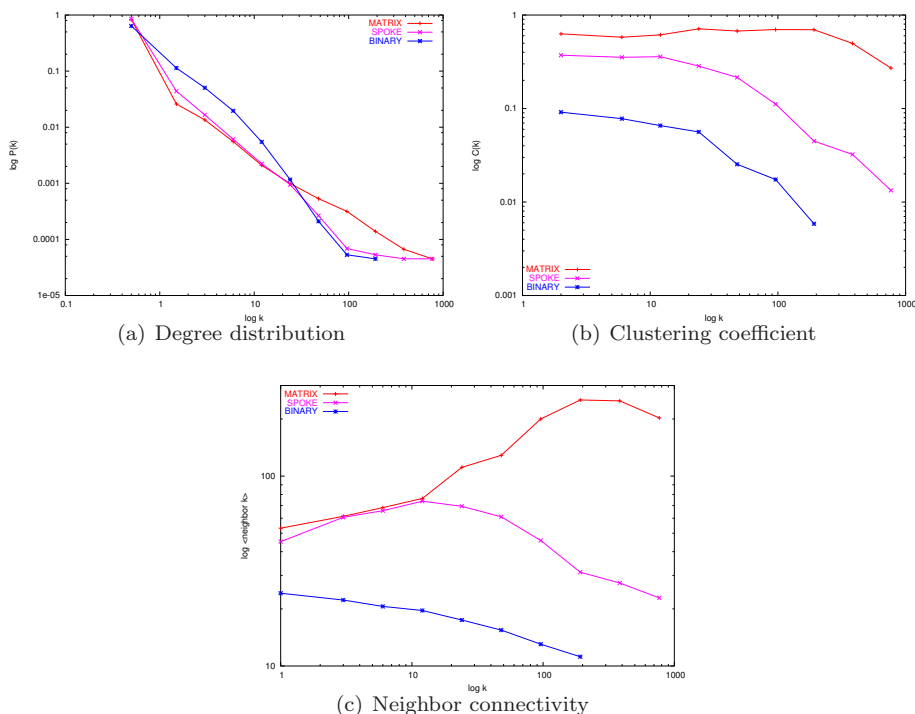 1
0.1
0.01
0.001
0.0001
1e-05
log P(k)
0.1
1
10
100
1000
log k
MATRIX
SPOKE
BINARY
(a) Degree distribution
1
0.1
0.01
0.001
log C(k)
1
10
100
1000
log k
MATRIX
SPOKE
BINARY
(b) Clustering coefficient
MATRIX
SPOKE
BINARY
100
10
log <neighbor k>
1
10
100
1000
log k
(c) Neighbor connectivity